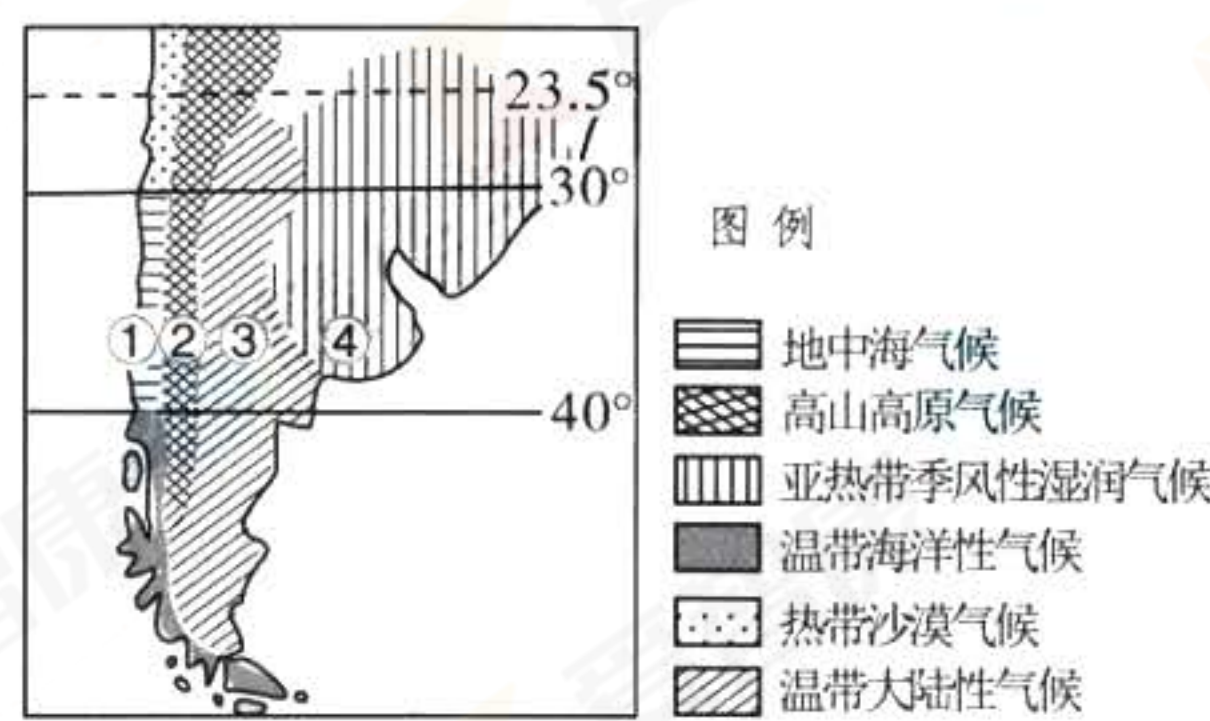 23.5°
30°
图 例
① ② ③ ④
地中海气候
40°
高山高原气候
亚热带季风性湿润气候
温带海洋性气候
热带沙漠气候
温带大陆性气候